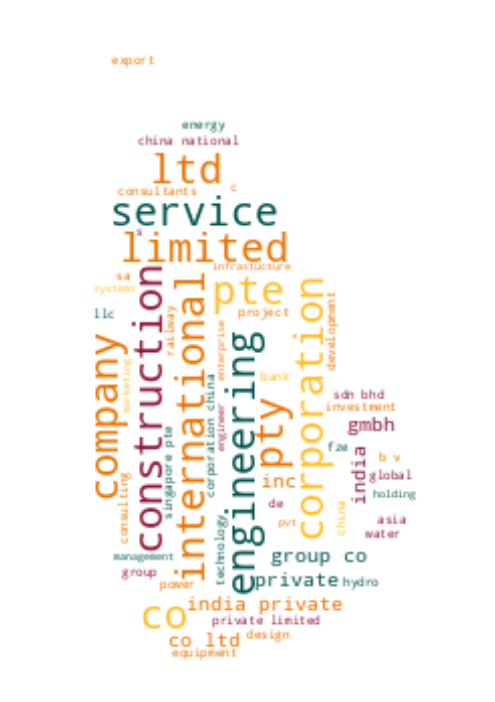 export
energy
china national
ltd
consultants
c
service
s
limited
infrastucture
sa
systems
pte
llc
project
company
construction
international
railway
corporation
development
marketing
enterprise
engineering
bank
corporation china
engineer
pty
sdn bhd
investment
gmbh
singapore pte
fze
india
b v
consulting
inc
global
holding
de
pvt
china
asia
water
technology
management
group co
group
power
private
hydro
india private
co
private limited
co ltd
design
equipment